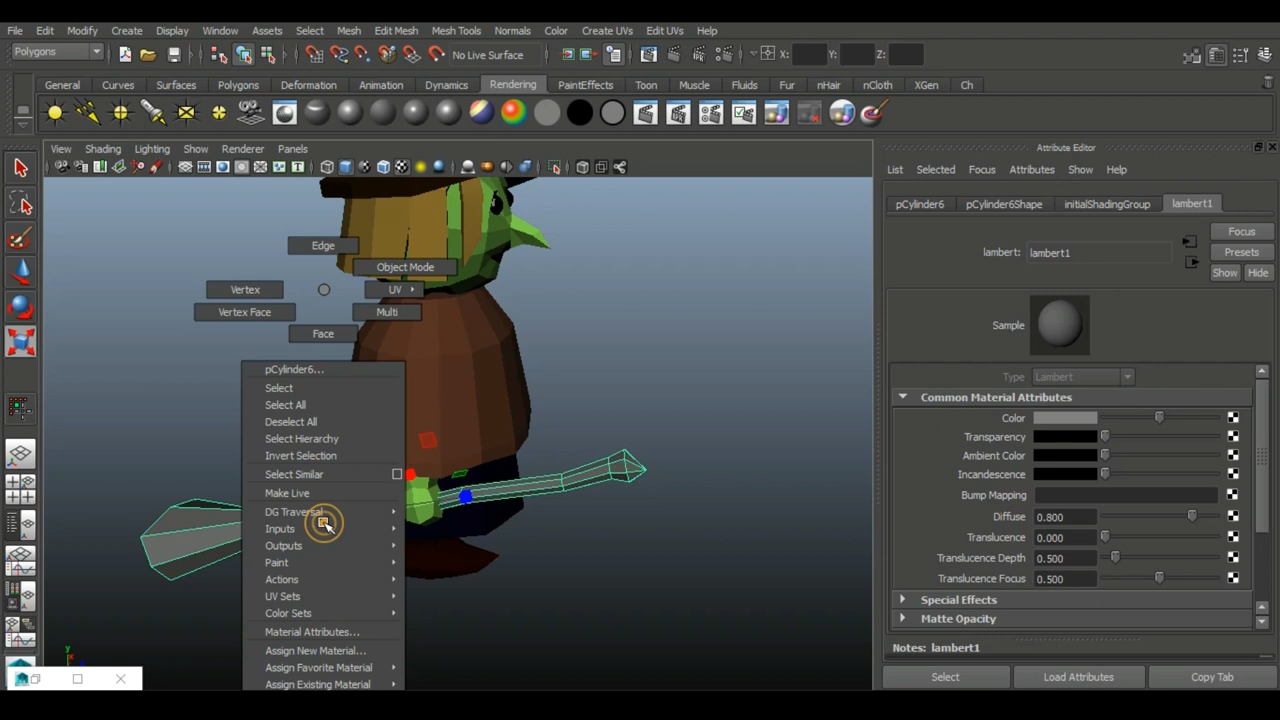 File Edit Modify Create Display Window Assets Select Mesh Edit Mesh Mesh Tools Normals Color Create UVs Edit UVs Help
Polygons No Live Surface X: Y: Z:
General Curves Surfaces Polygons Deformation Animation Dynamics Rendering PaintEffects Toon Muscle Fluids Fur nHair nCloth XGen Ch
View Shading Lighting Show Renderer Panels
Edge
Object Mode
Vertex UV
Vertex Face Multi
Face
pCylinder6...
Select
Select All
Deselect All
Select Hierarchy
Invert Selection
Select Similar
Make Live
DG Traversal
Inputs
Outputs
Paint
Actions
UV Sets
Color Sets
Material Attributes...
Assign New Material...
Assign Favorite Material
Assign Existing Material
y
Attribute Editor
List Selected Focus Attributes Show Help
pCylinder6 pCylinder6Shape initialShadingGroup lambert1
Focus
lambert: lambert1 Presets
Show Hide
Sample
Type Lambert
Common Material Attributes
Color
Transparency
Ambient Color
Incandescence
Bump Mapping
Diffuse 0.800
Translucence 0.000
Translucence Depth 0.500
Translucence Focus 0.500
Special Effects
Matte Opacity
Notes: lambert1
Select Load Attributes Copy Tab